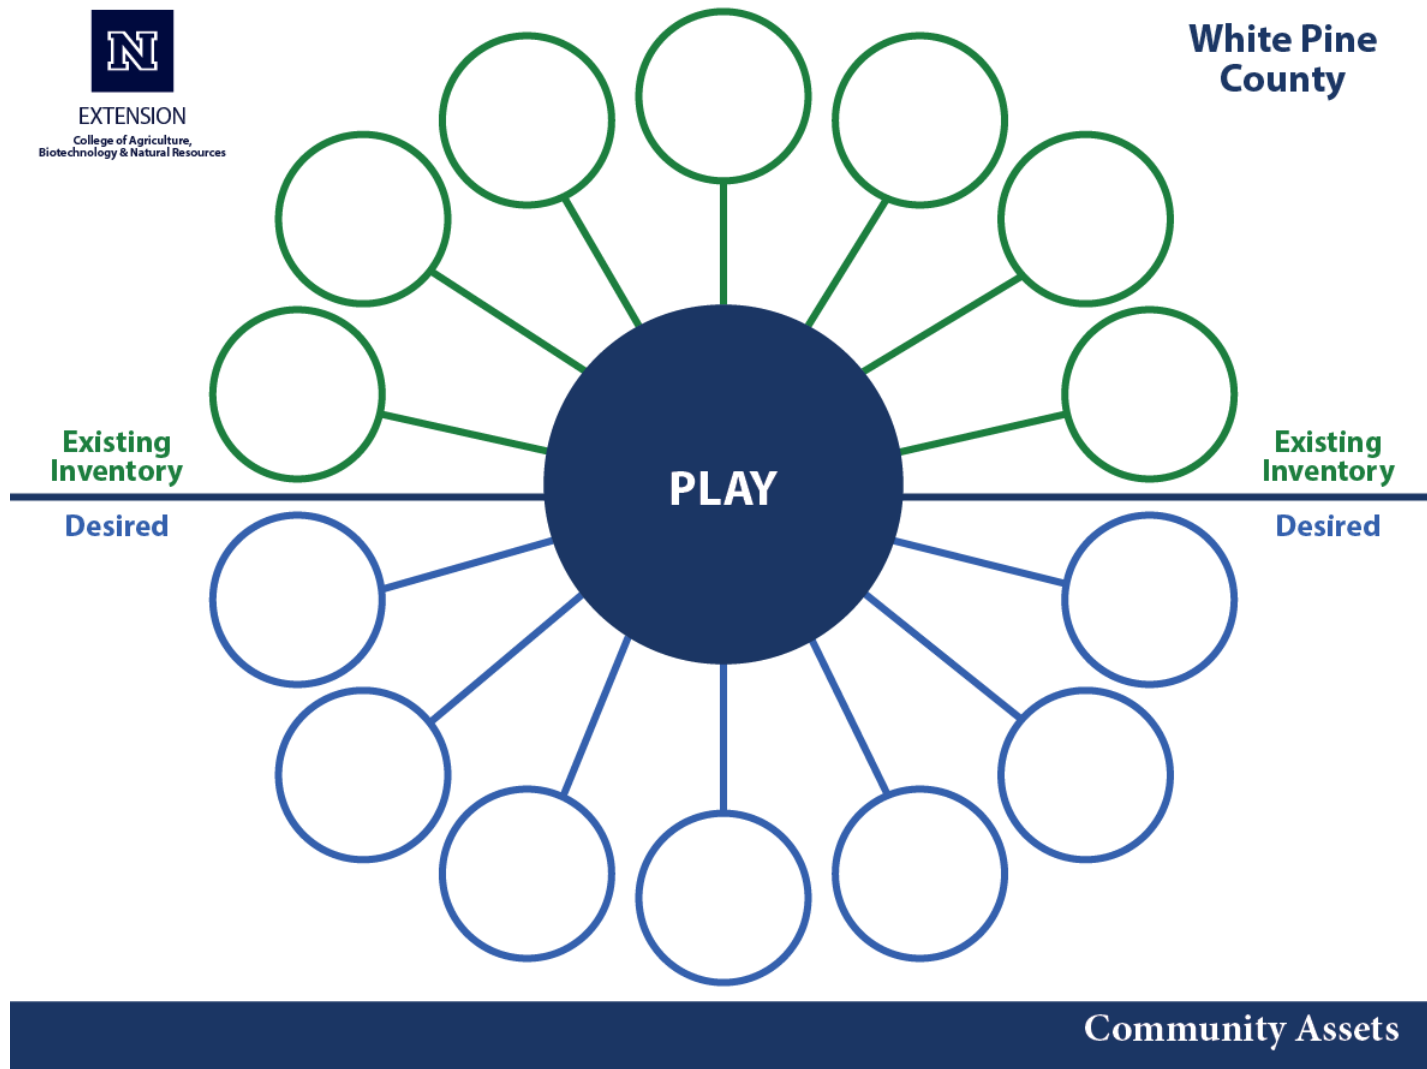 N
EXTENSION
College of Agriculture,
Biotechnology & Natural Resources
White Pine
County
Existing
Inventory
Existing
Inventory
PLAY
Desired
Desired
Community Assets